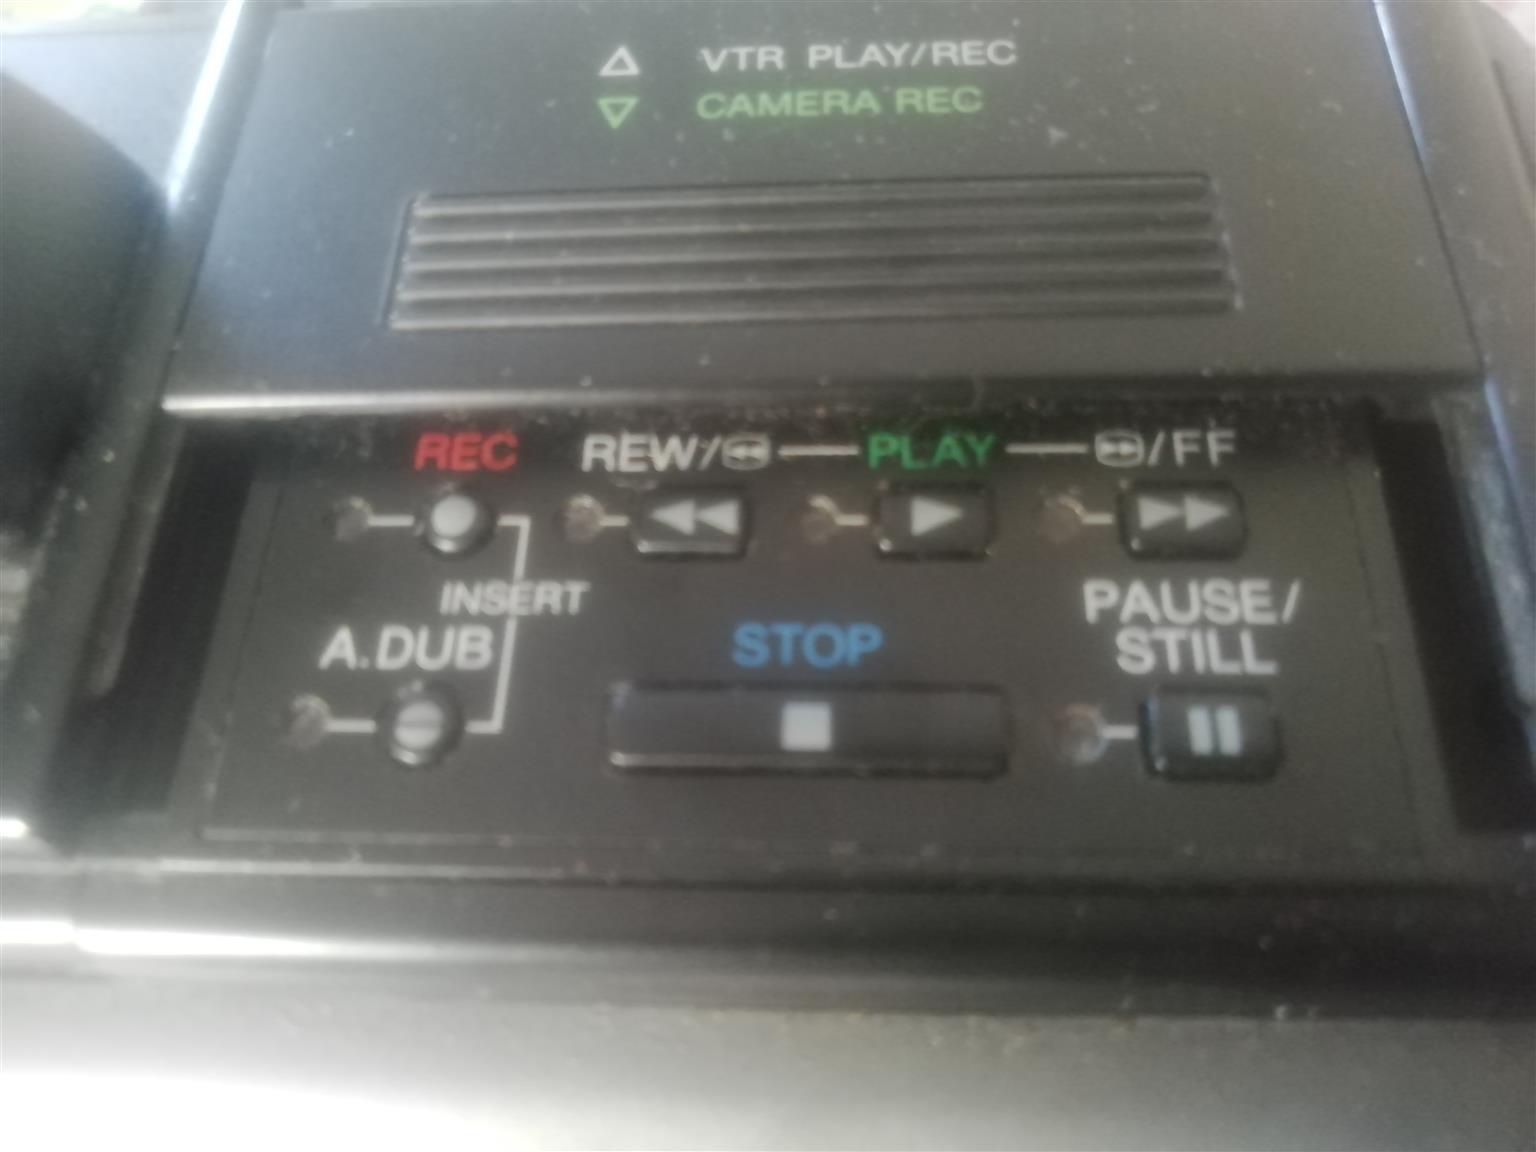 VTR PLAY/REC
CAMERA REC
REC REW/ PLAY /FF
INSERT
PAUSE/
STILL
A.DUB
STOP